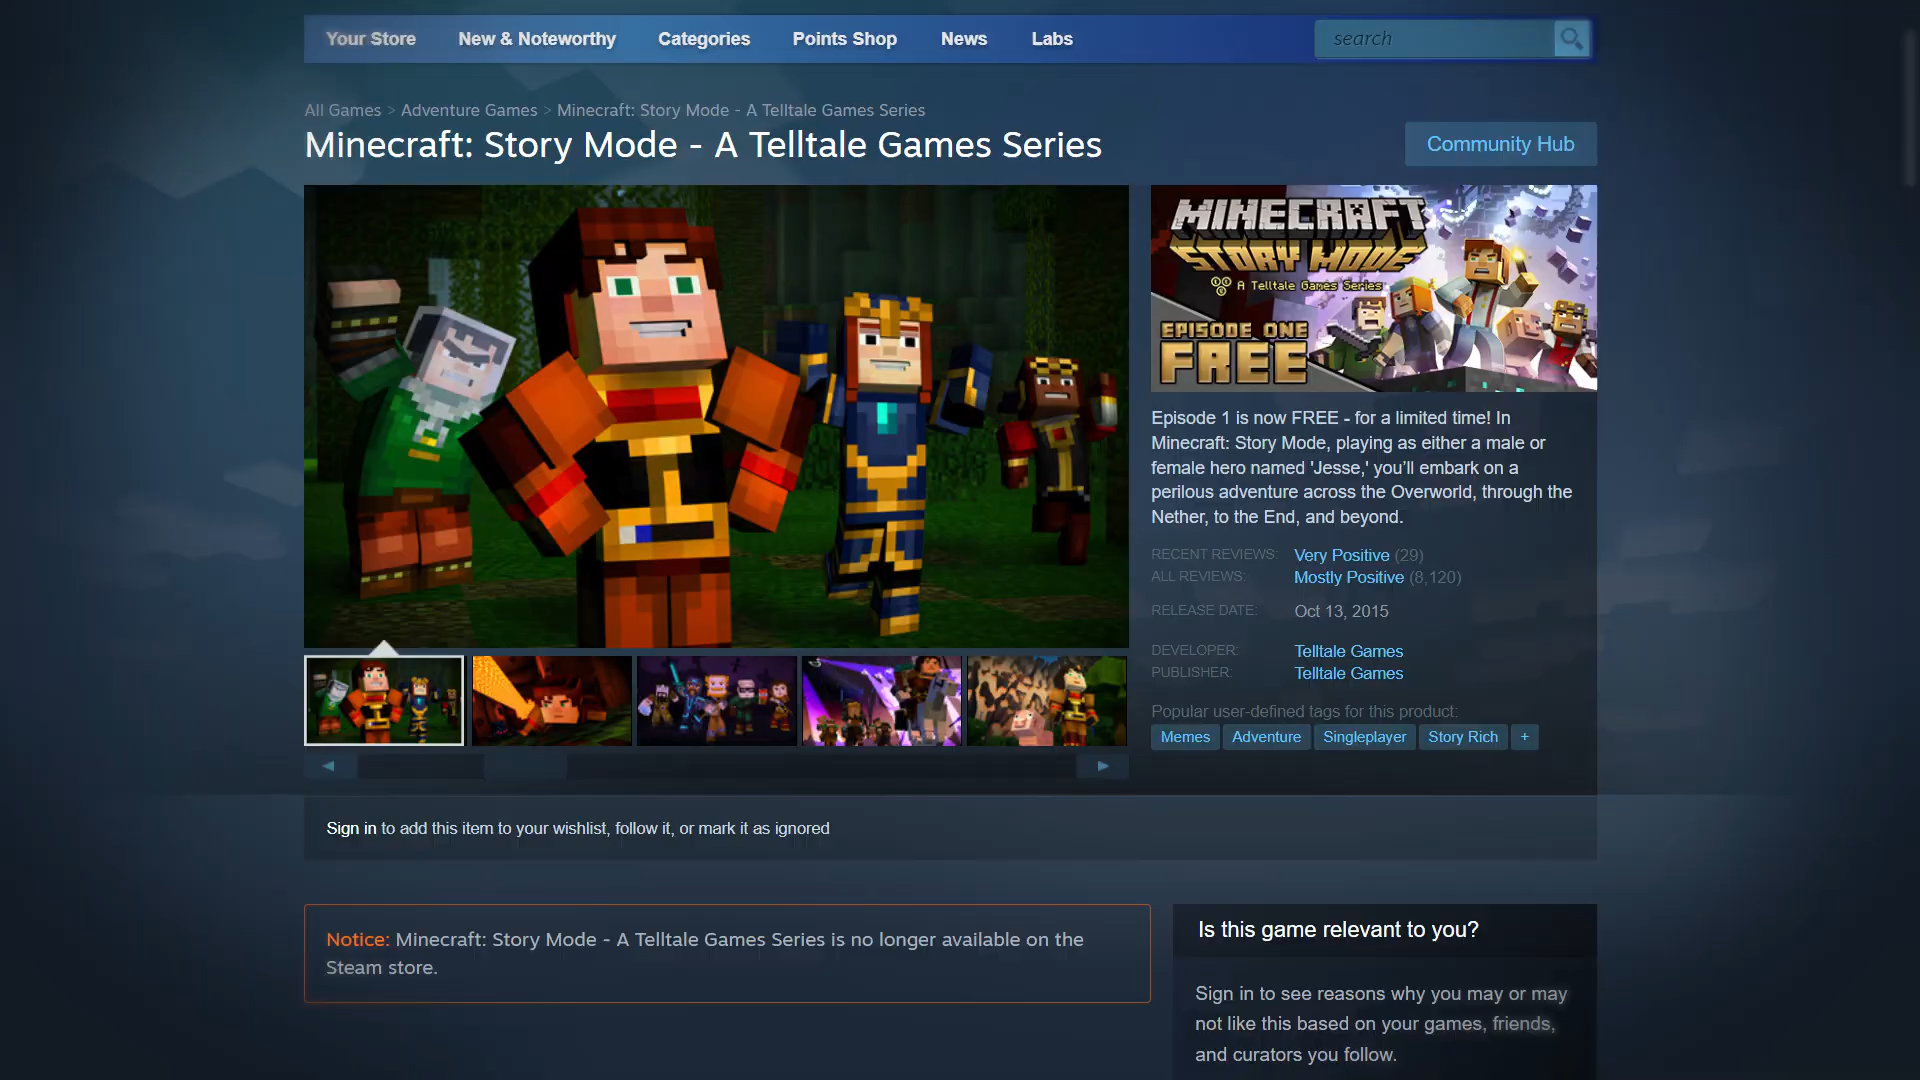 Your Store New & Noteworthy Categories Points Shop News Labs search
All Games > Adventure Games > Minecraft: Story Mode - A Telltale Games Series
Minecraft: Story Mode - A Telltale Games Series
Community Hub
MINECRAFT
STORY MODE
A Telltale Games Series
EPISODE ONE
FREE
Episode 1 is now FREE - for a limited time! In
Minecraft: Story Mode, playing as either a male or
female hero named 'Jesse,' you’ll embark on a
perilous adventure across the Overworld, through the
Nether, to the End, and beyond.
RECENT REVIEWS: Very Positive (29)
ALL REVIEWS: Mostly Positive (8,120)
RELEASE DATE: Oct 13, 2015
DEVELOPER: Telltale Games
PUBLISHER: Telltale Games
Popular user-defined tags for this product:
Memes Adventure Singleplayer Story Rich +
Sign in to add this item to your wishlist, follow it, or mark it as ignored
Notice: Minecraft: Story Mode - A Telltale Games Series is no longer available on the
Steam store.
Is this game relevant to you?
Sign in to see reasons why you may or may
not like this based on your games, friends,
and curators you follow.